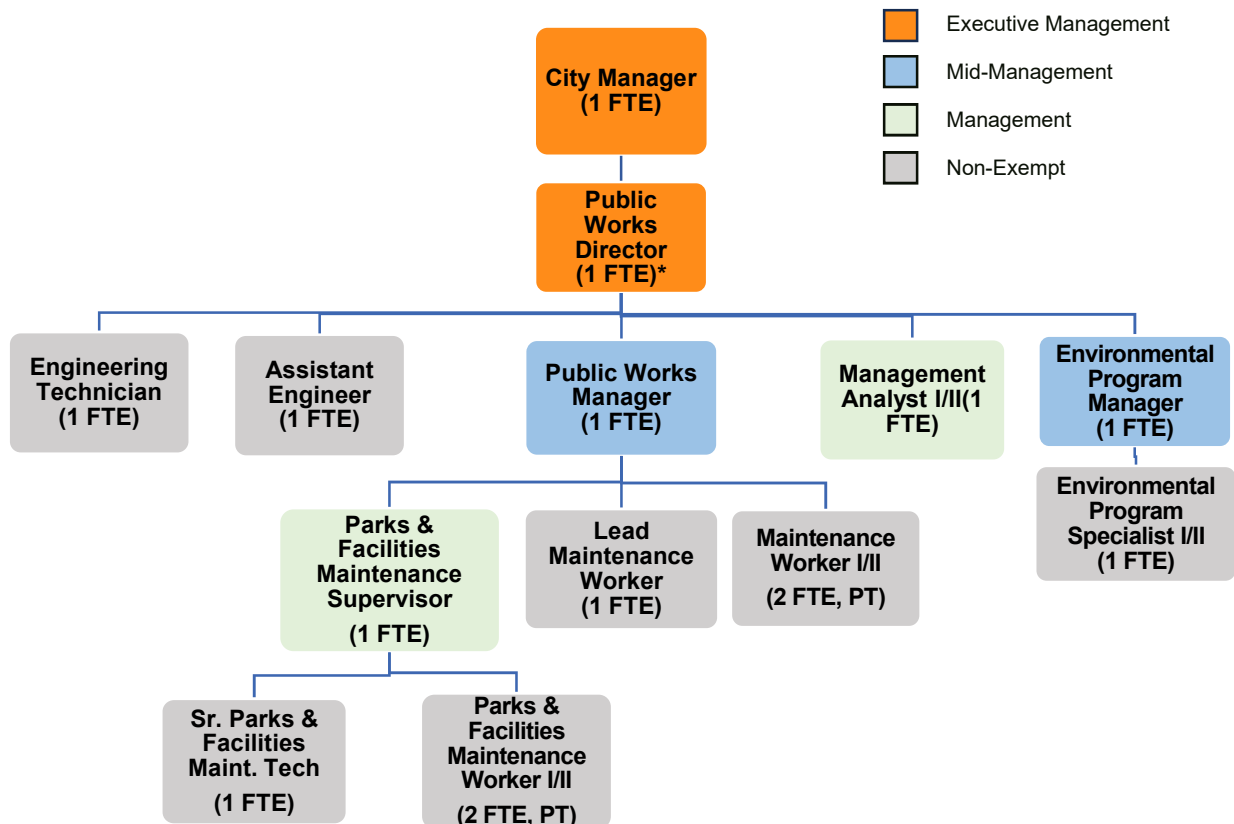 Executive Management
Mid-Management
Management
Non-Exempt
City Manager
(1 FTE)
Public
Works
Director
(1 FTE)*
Engineering
Technician
(1 FTE)
Assistant
Engineer
(1 FTE)
Public Works
Manager
(1 FTE)
Management
Analyst I/II(1
FTE)
Environmental
Program
Manager
(1 FTE)
Parks &
Facilities
Maintenance
Supervisor
(1 FTE)
Lead
Maintenance
Worker
(1 FTE)
Maintenance
Worker I/II
(2 FTE, PT)
Environmental
Program
Specialist I/II
(1 FTE)
Sr. Parks &
Facilities
Maint. Tech
(1 FTE)
Parks &
Facilities
Maintenance
Worker I/II
(2 FTE, PT)